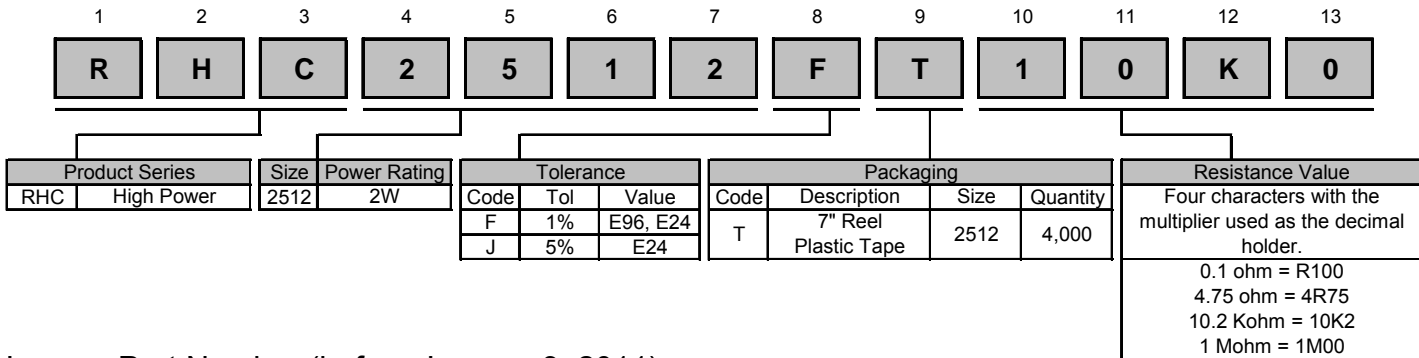 1 2 3 4 5 6 7 8 9 10 11 12 13
R H C 2 5 1 2 F T 1 0 K 0
Product Series
RHC High Power
Size Power Rating
2512 2W
Tolerance
Code Tol Value
F 1% E96, E24
J 5% E24
Packaging
Code Description Size Quantity
T 7" Reel Plastic Tape 2512 4,000
Resistance Value
Four characters with the
multiplier used as the decimal
holder.
0.1 ohm = R100
4.75 ohm = 4R75
10.2 Kohm = 10K2
1 Mohm = 1M00